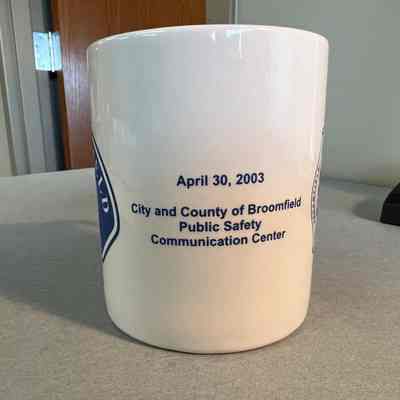 April 30, 2003
City and County of Broomfield
Public Safety
Communication Center